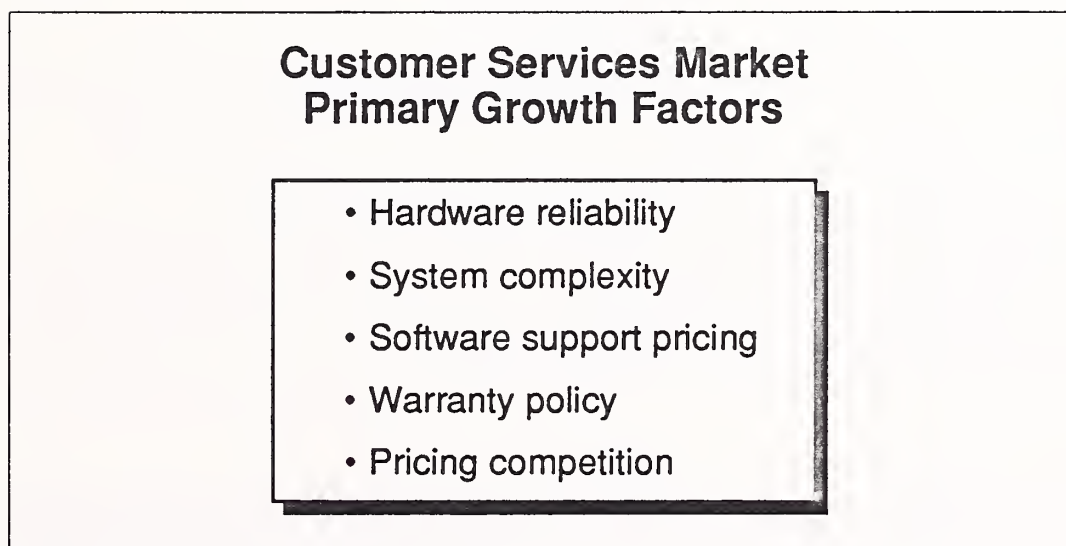 Customer Services Market
Primary Growth Factors
• Hardware reliability
• System complexity
• Software support pricing
• Warranty policy
• Pricing competition